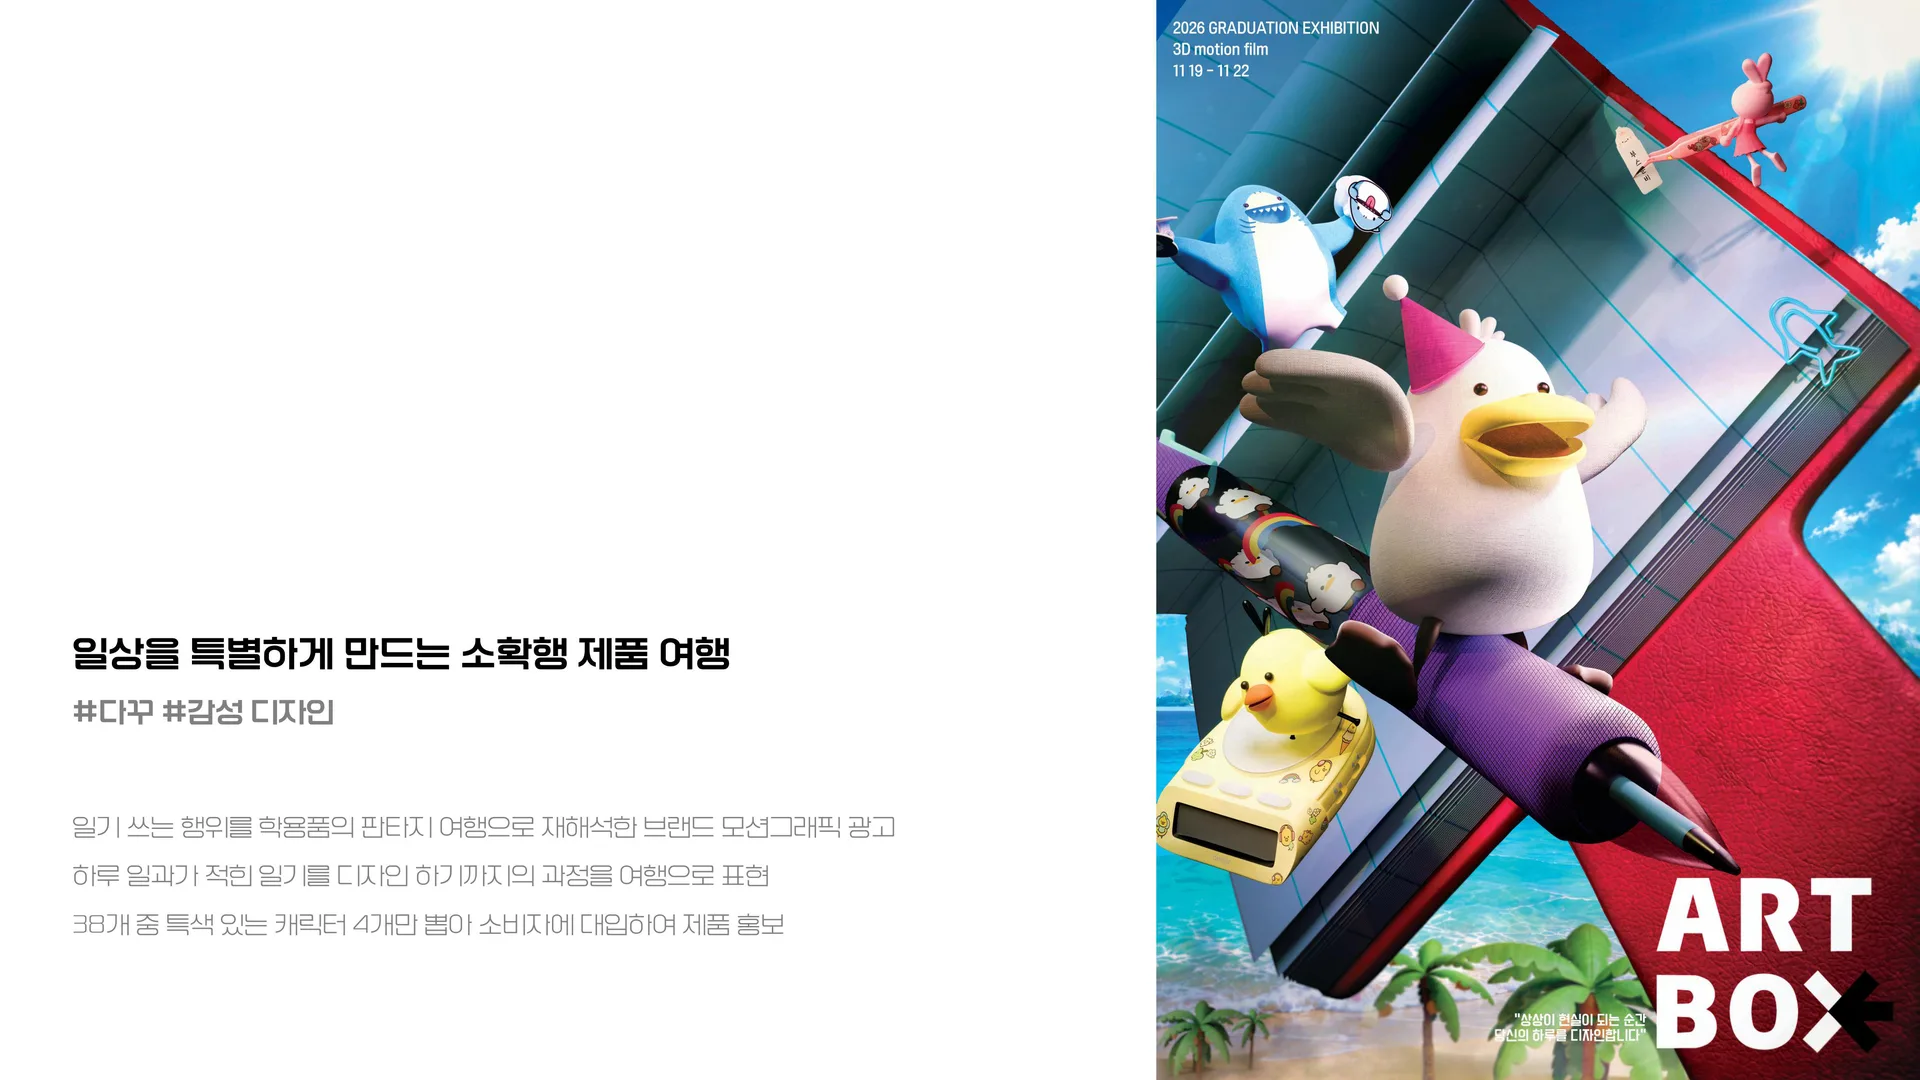 일상을 특별하게 만드는 소확행 제품 여행
#다꾸 #감성 디자인
일기 쓰는 행위를 학용품의 판타지 여행으로 재해석한 브랜드 모션그래픽 광고
하루 일과가 적힌 일기를 디자인 하기까지의 과정을 여행으로 표현
38개 중 특색 있는 캐릭터 4개만 뽑아 소비자에 대입하여 제품 홍보
2026 GRADUATION EXHIBITION
3D motion film
11 19 - 11 22
"상상이 현실이 되는 순간
당신의 하루를 디자인합니다"
ART
BOX